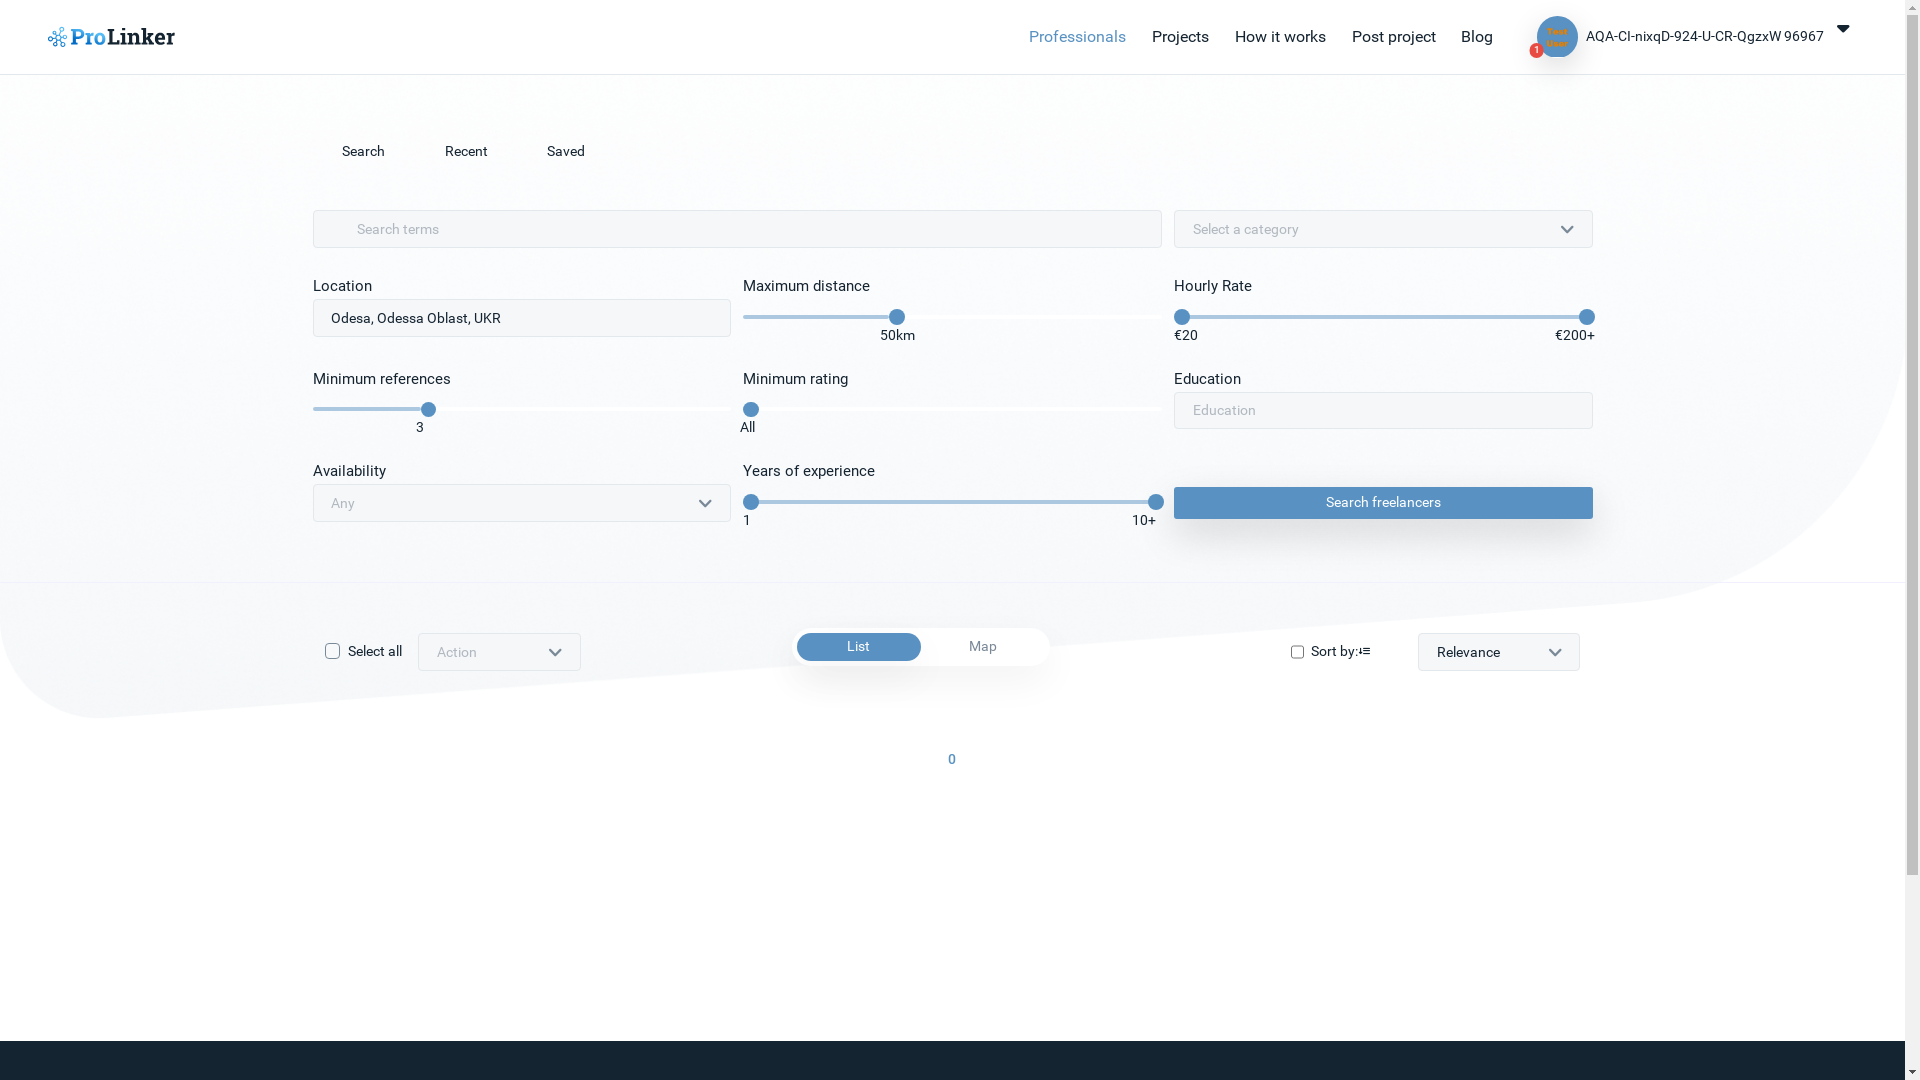 ProLinker
Professionals Projects How it works Post project Blog
Test User
1
AQA-CI-nixqD-924-U-CR-QgzxW 96967
Search Recent Saved
Search terms Select a category
Location Maximum distance Hourly Rate
Odesa, Odessa Oblast, UKR
50km €20 €200+
Minimum references Minimum rating Education
Education
3 All
Availability Years of experience
Any Search freelancers
1 10+
Select all Action List Map Sort by: Relevance
0